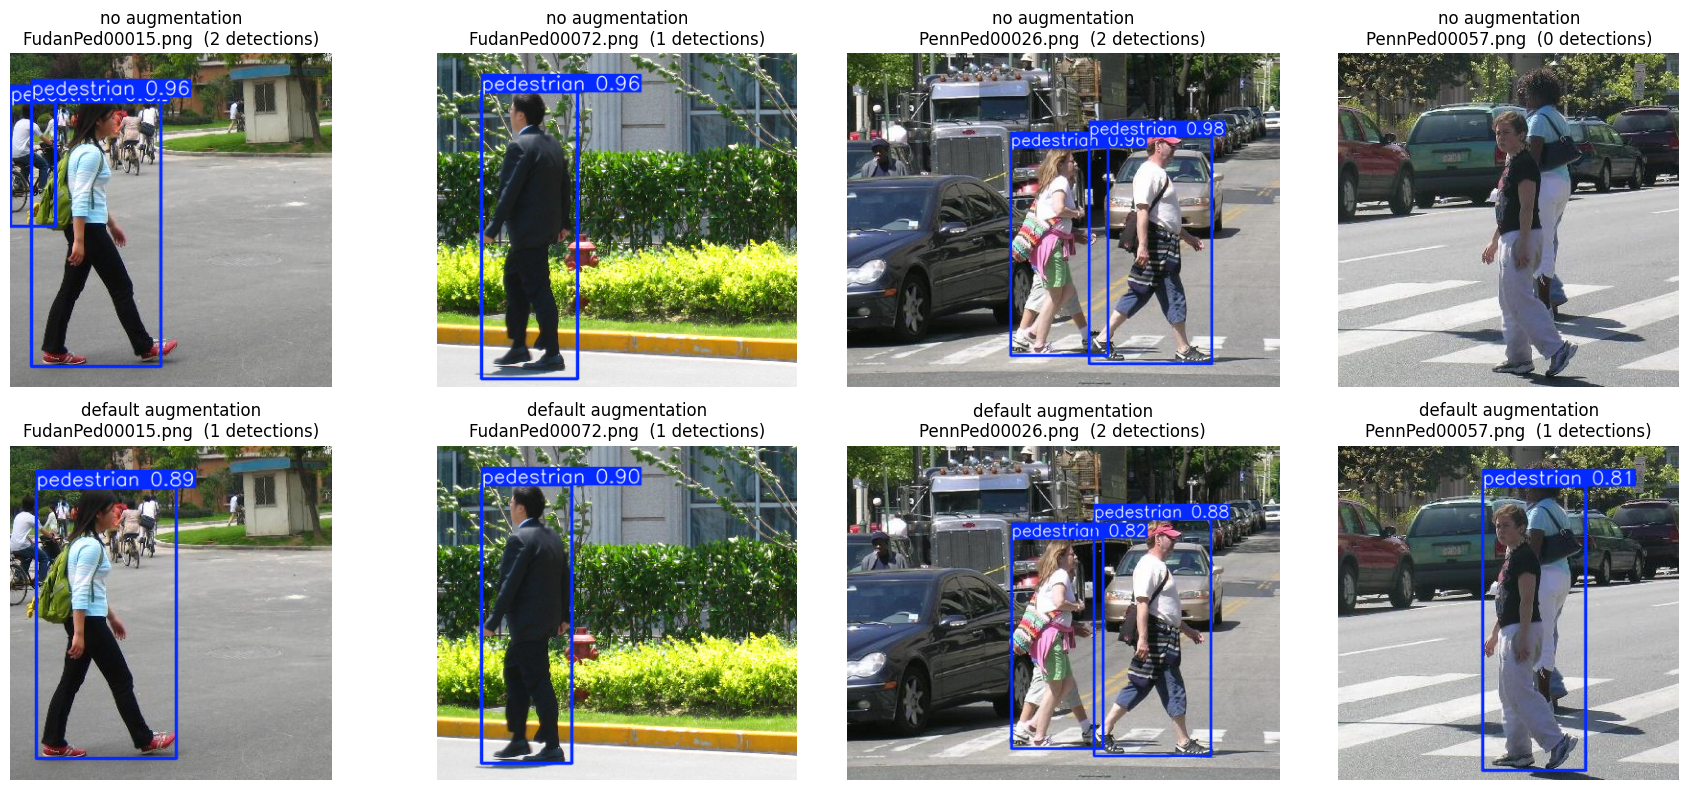 no augmentation
FudanPed00015.png (2 detections)
no augmentation
FudanPed00072.png (1 detections)
no augmentation
PennPed00026.png (2 detections)
no augmentation
PennPed00057.png (0 detections)
pedestrian 0.96
pedestrian 0.96
pedestrian 0.98
pedestrian 0.96
default augmentation
FudanPed00015.png (1 detections)
default augmentation
FudanPed00072.png (1 detections)
default augmentation
PennPed00026.png (2 detections)
default augmentation
PennPed00057.png (1 detections)
pedestrian 0.89
pedestrian 0.90
pedestrian 0.88
pedestrian 0.82
pedestrian 0.81